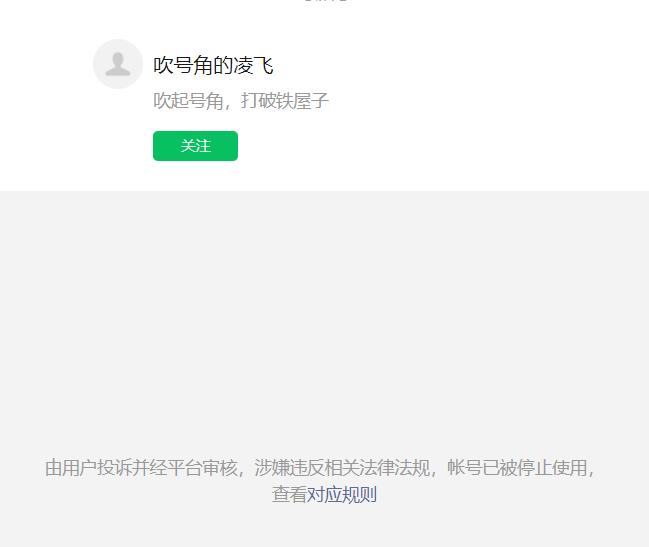 吹号角的凌飞
吹起号角，打破铁屋子
关注
由用户投诉并经平台审核，涉嫌违反相关法律法规，帐号已被停止使用，
查看对应规则